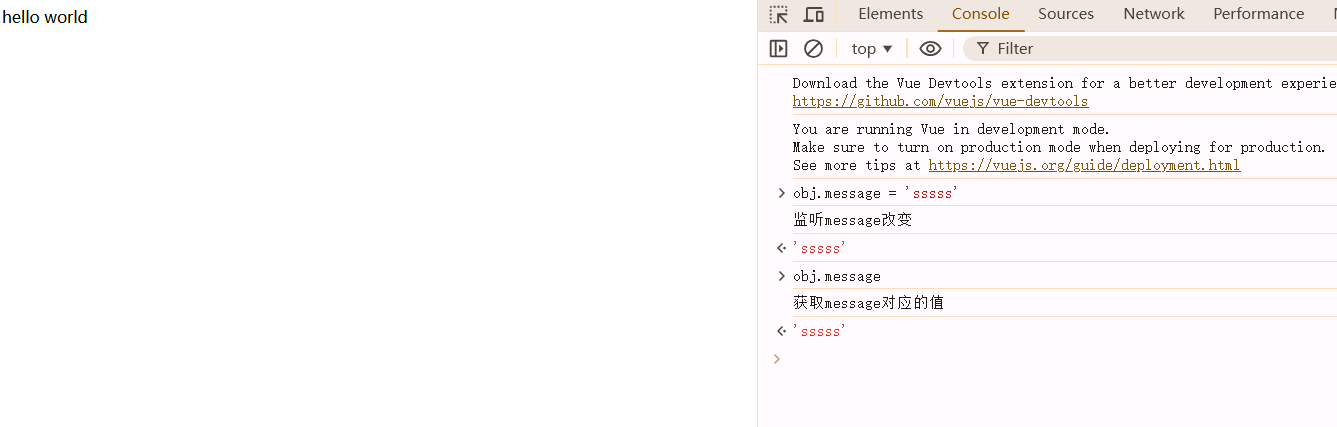 hello world
Elements Console Sources Network Performance
top ▼ Filter
Download the Vue Devtools extension for a better development
https://github.com/vuejs/vue-devtools
You are running Vue in development mode.
Make sure to turn on production mode when deploying for production.
See more tips at https://vuejs.org/guide/deployment.html
obj.message = 'sssss'
监听message改变
'sssss'
obj.message
获取message对应的值
'sssss'